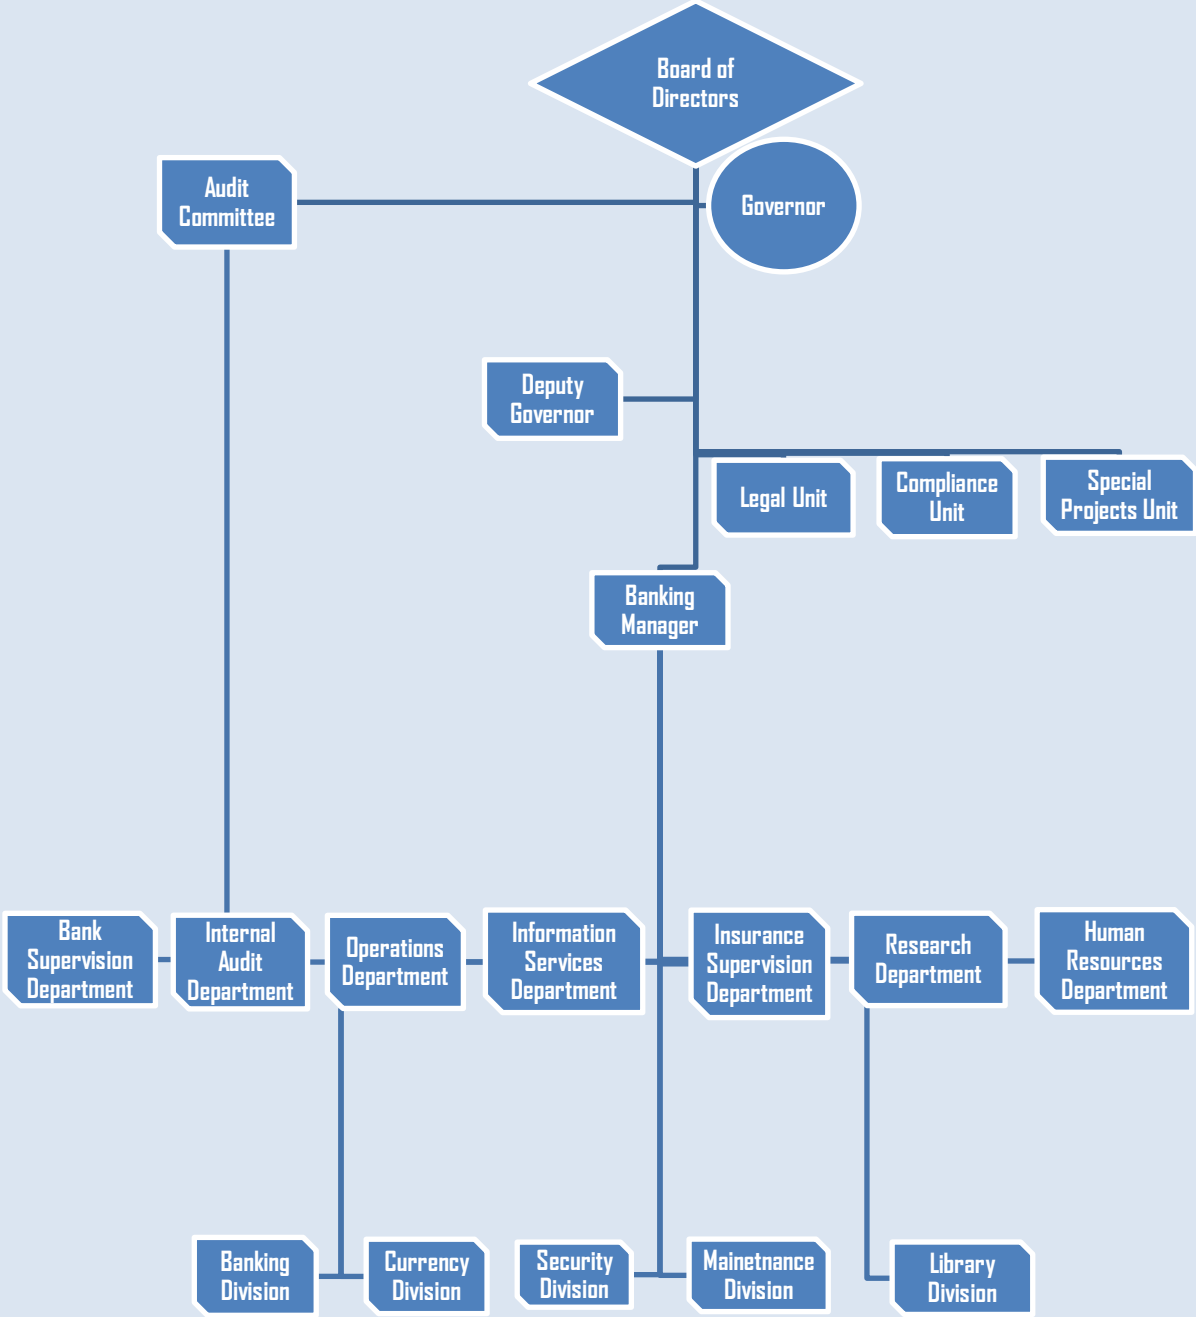 Board of
Directors
Audit
Committee
Governor
Deputy
Governor
Legal Unit
Compliance
Unit
Special
Projects Unit
Banking
Manager
Bank
Supervision
Department
Internal
Audit
Department
Operations
Department
Information
Services
Department
Insurance
Supervision
Department
Research
Department
Human
Resources
Department
Banking
Division
Currency
Division
Security
Division
Mainetnance
Division
Library
Division